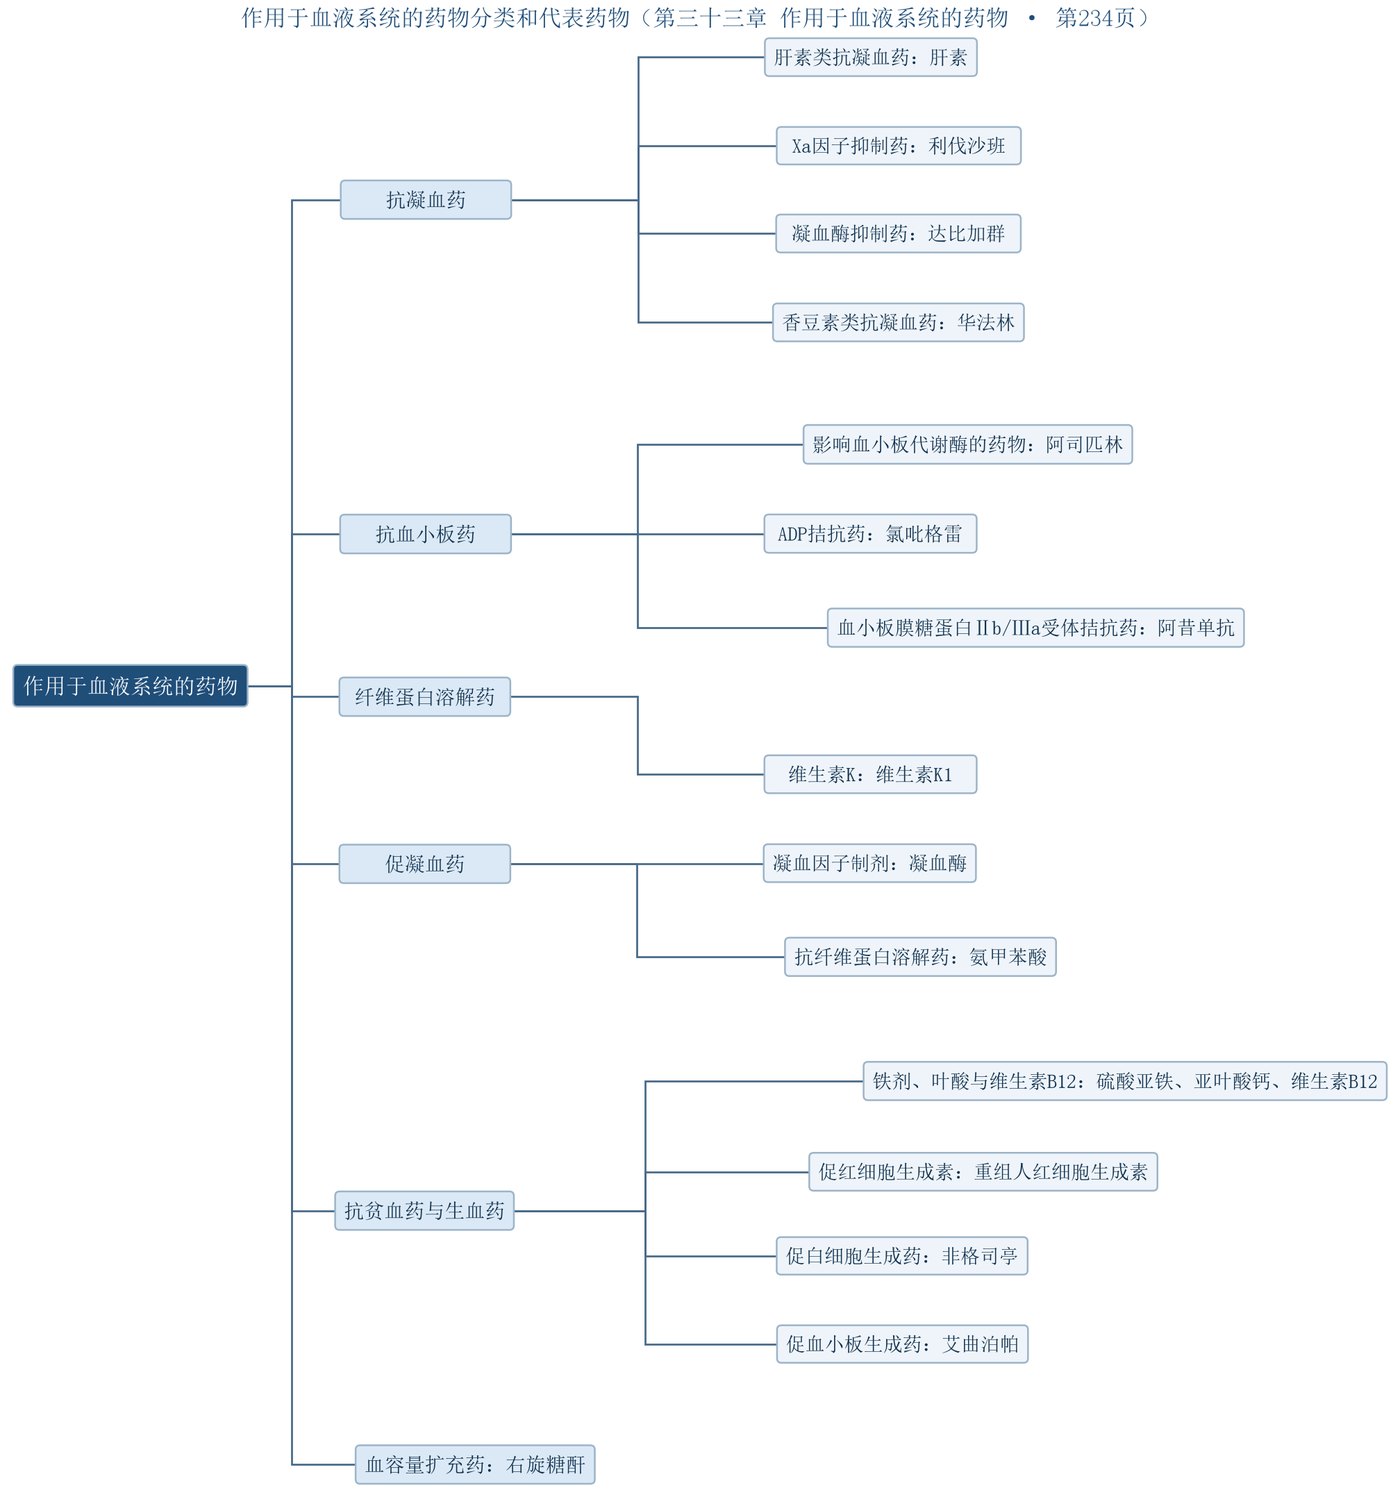 作用于血液系统的药物分类和代表药物（第三十三章 作用于血液系统的药物 • 第234页）
作用于血液系统的药物
抗凝血药
肝素类抗凝血药：肝素
Xa因子抑制药：利伐沙班
凝血酶抑制药：达比加群
香豆素类抗凝血药：华法林
抗血小板药
影响血小板代谢酶的药物：阿司匹林
ADP拮抗药：氯吡格雷
血小板膜糖蛋白Ⅱb/Ⅲa受体拮抗药：阿昔单抗
纤维蛋白溶解药
维生素K：维生素K1
促凝血药
凝血因子制剂：凝血酶
抗纤维蛋白溶解药：氨甲苯酸
抗贫血药与生血药
铁剂、叶酸与维生素B12：硫酸亚铁、亚叶酸钙、维生素B12
促红细胞生成素：重组人红细胞生成素
促白细胞生成药：非格司亭
促血小板生成药：艾曲泊帕
血容量扩充药：右旋糖酐